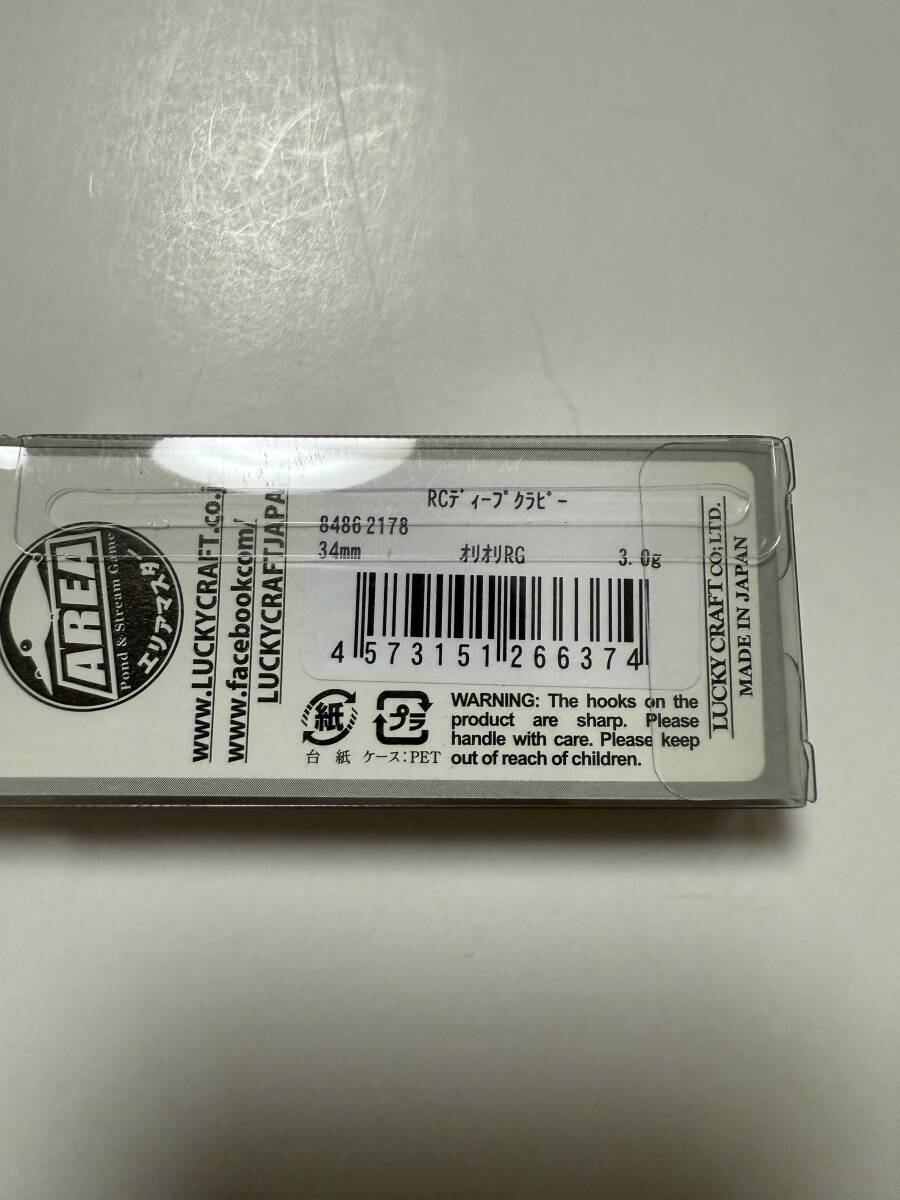 RCﾃﾞｨｰﾌﾟｸﾗﾋﾟｰ
84862178
34mm ｵﾘｵﾘRG 3.0g
4 573151 266374
紙
プラ
台紙 ケース:PET
WARNING: The hooks on the
product are sharp. Please
handle with care. Please keep
out of reach of children.
LUCKY CRAFT CO;LTD.
MADE IN JAPAN
www.LUCKYCRAFT.co.j
www.facebook.com/
LUCKYCRAFTJAPA
AREA
Pond & Stream Game
エリアマスター